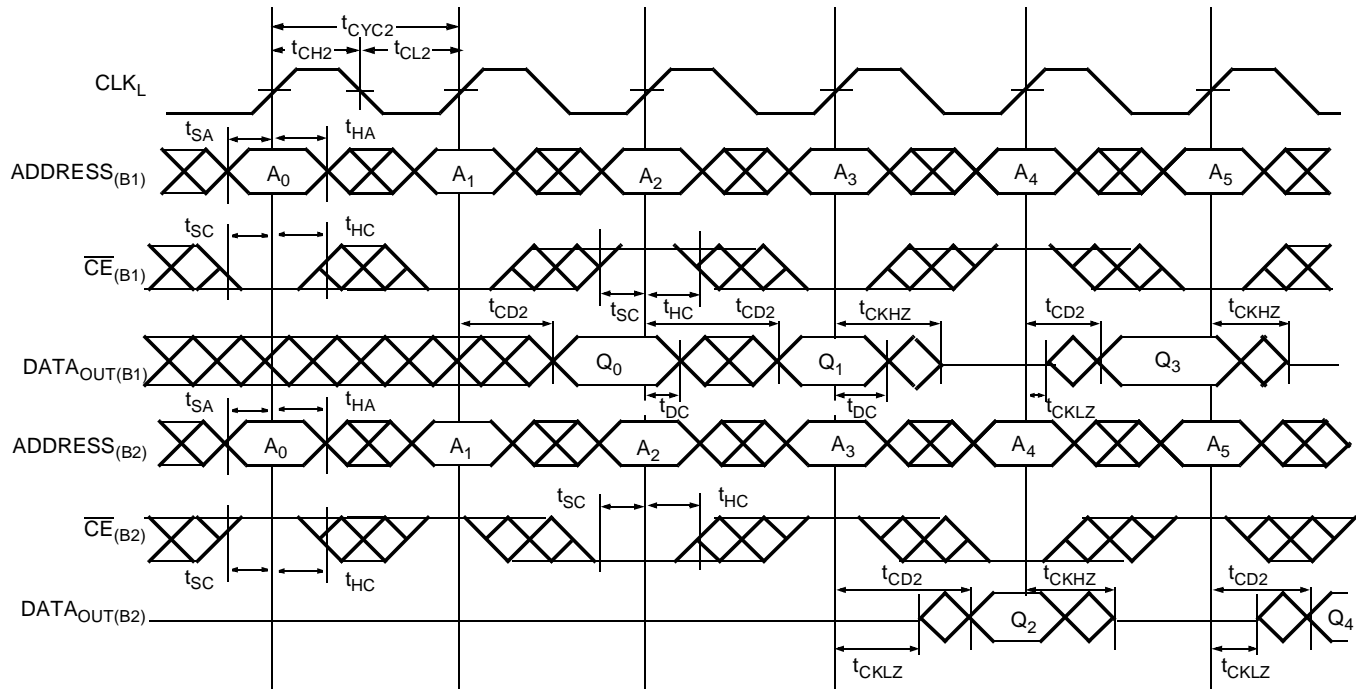 tCYC2
tCH2 tCL2
CLKL
tSA tHA
ADDRESS(B1) A0 A1 A2 A3 A4 A5
tSC tHC
CE(B1)
tSC tHC
tCD2 tCD2 tCKHZ tCD2 tCKHZ
DATAOUT(B1) Q0 Q1 Q3
tDC tDC tCKLZ
tSA tHA
ADDRESS(B2) A0 A1 A2 A3 A4 A5
tSC tHC
CE(B2)
tSC tHC
tCD2 tCKHZ tCD2
DATAOUT(B2) Q2 Q4
tCKLZ tCKLZ